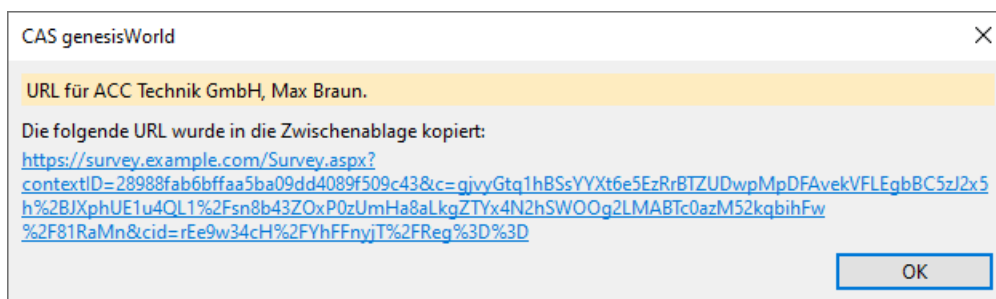 CAS genesisWorld
URL für ACC Technik GmbH, Max Braun.
Die folgende URL wurde in die Zwischenablage kopiert:
https://survey.example.com/Survey.aspx?
contextID=28988fab6bffaa5ba09dd4089f509c43&c=gjvyGtq1hBSsYYXt6e5EzRrBTZUDwpMpDFAvekVFLEgbBC5zJ2x5
h%2BJXphUE1u4QL1%2Fsn8b43ZOxP0zUmHa8aLkgZTYx4N2hSWOOg2LMABTc0azM52kqbihFw
%2F81RaMn&cid=rEe9w34cH%2FYhFFnyjT%2FReg%3D%3D
OK